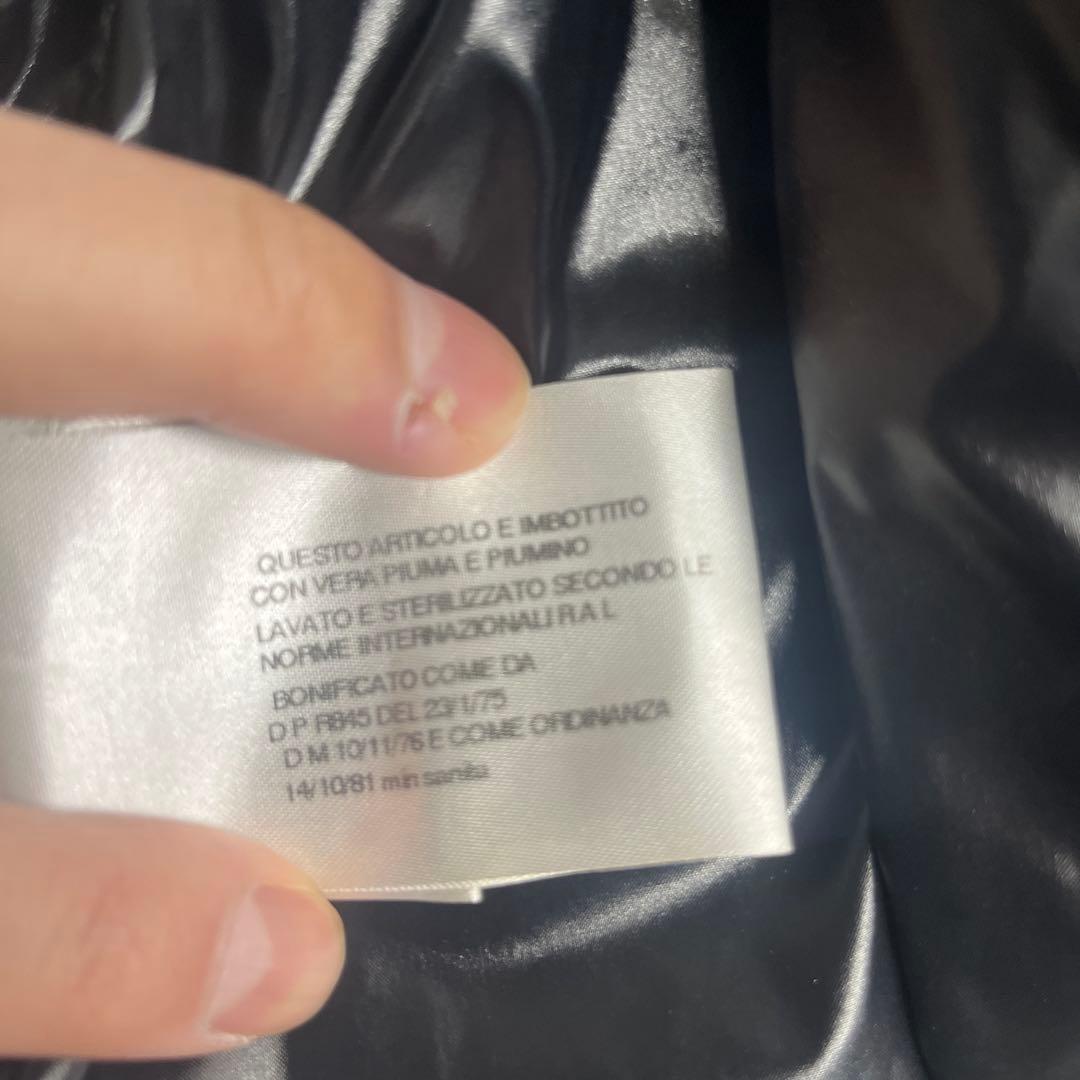 QUESTO ARTICOLO E IMBOTTITO
CON VERA PIUMA E PIUMINO
LAVATO E STERILIZZATO SECONDO LE
NORME INTERNAZIONALI R A L
BONIFICATO COME DA
D P R845 DEL 23/1/75
D M 10/11/76 E COME ORDINANZA
14/10/81 min sanita